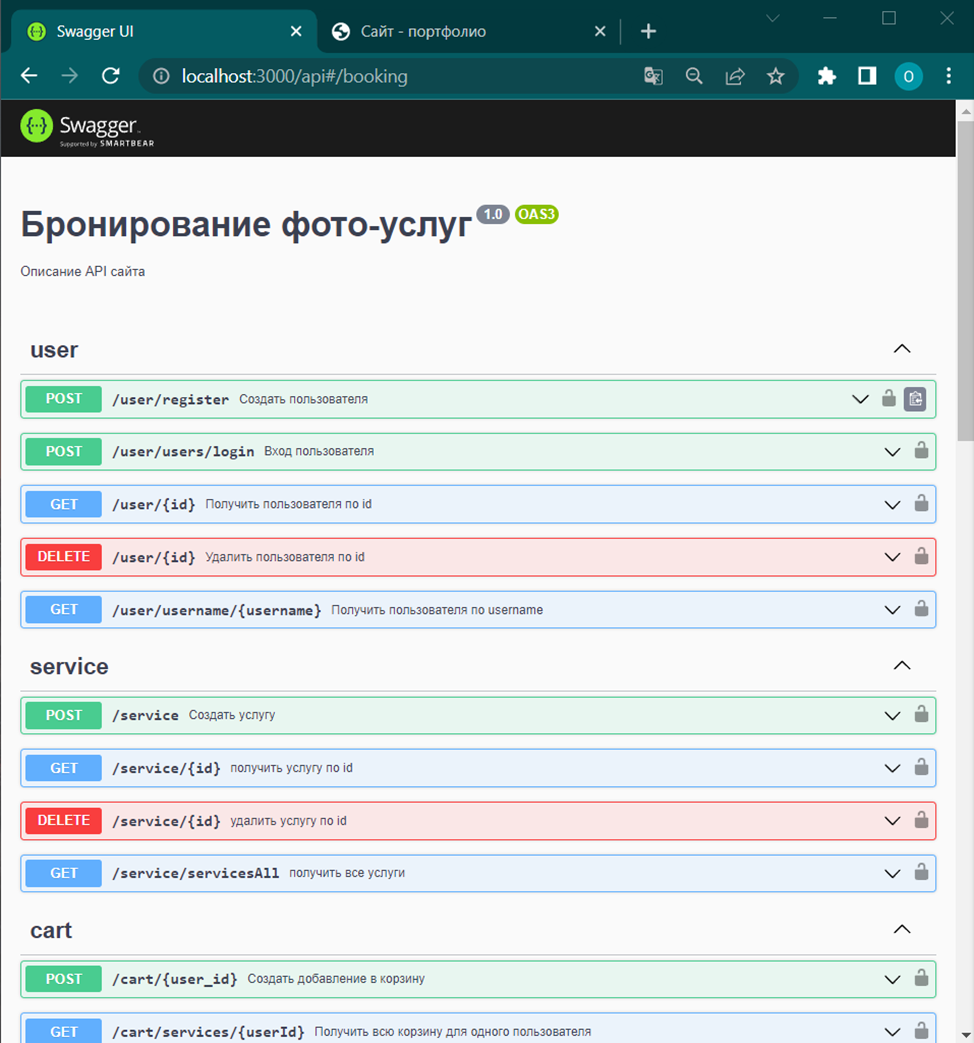 Swagger UI
Сайт - портфолио
localhost:3000/api#/booking
O
Swagger
Supported by SMARTBEAR
Бронирование фото-услуг 1.0 OAS3
Описание API сайта
user
POST /user/register Создать пользователя
POST /user/users/login Вход пользователя
GET /user/{id} Получить пользователя по id
DELETE /user/{id} Удалить пользователя по id
GET /user/username/{username} Получить пользователя по username
service
POST /service Создать услугу
GET /service/{id} получить услугу по id
DELETE /service/{id} удалить услугу по id
GET /service/servicesAll получить все услуги
cart
POST /cart/{user_id} Создать добавление в корзину
GET /cart/services/{userId} Получить всю корзину для одного пользователя